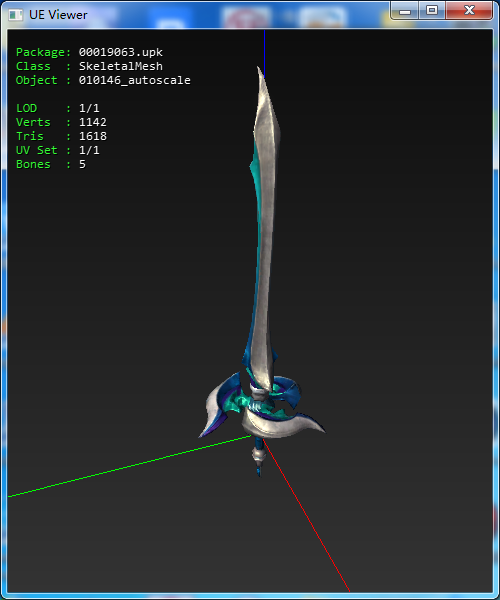 UE Viewer
Package: 00019063.upk
Class : SkeletalMesh
Object : 010146_autoscale
LOD : 1/1
Verts : 1142
Tris : 1618
UV Set : 1/1
Bones : 5